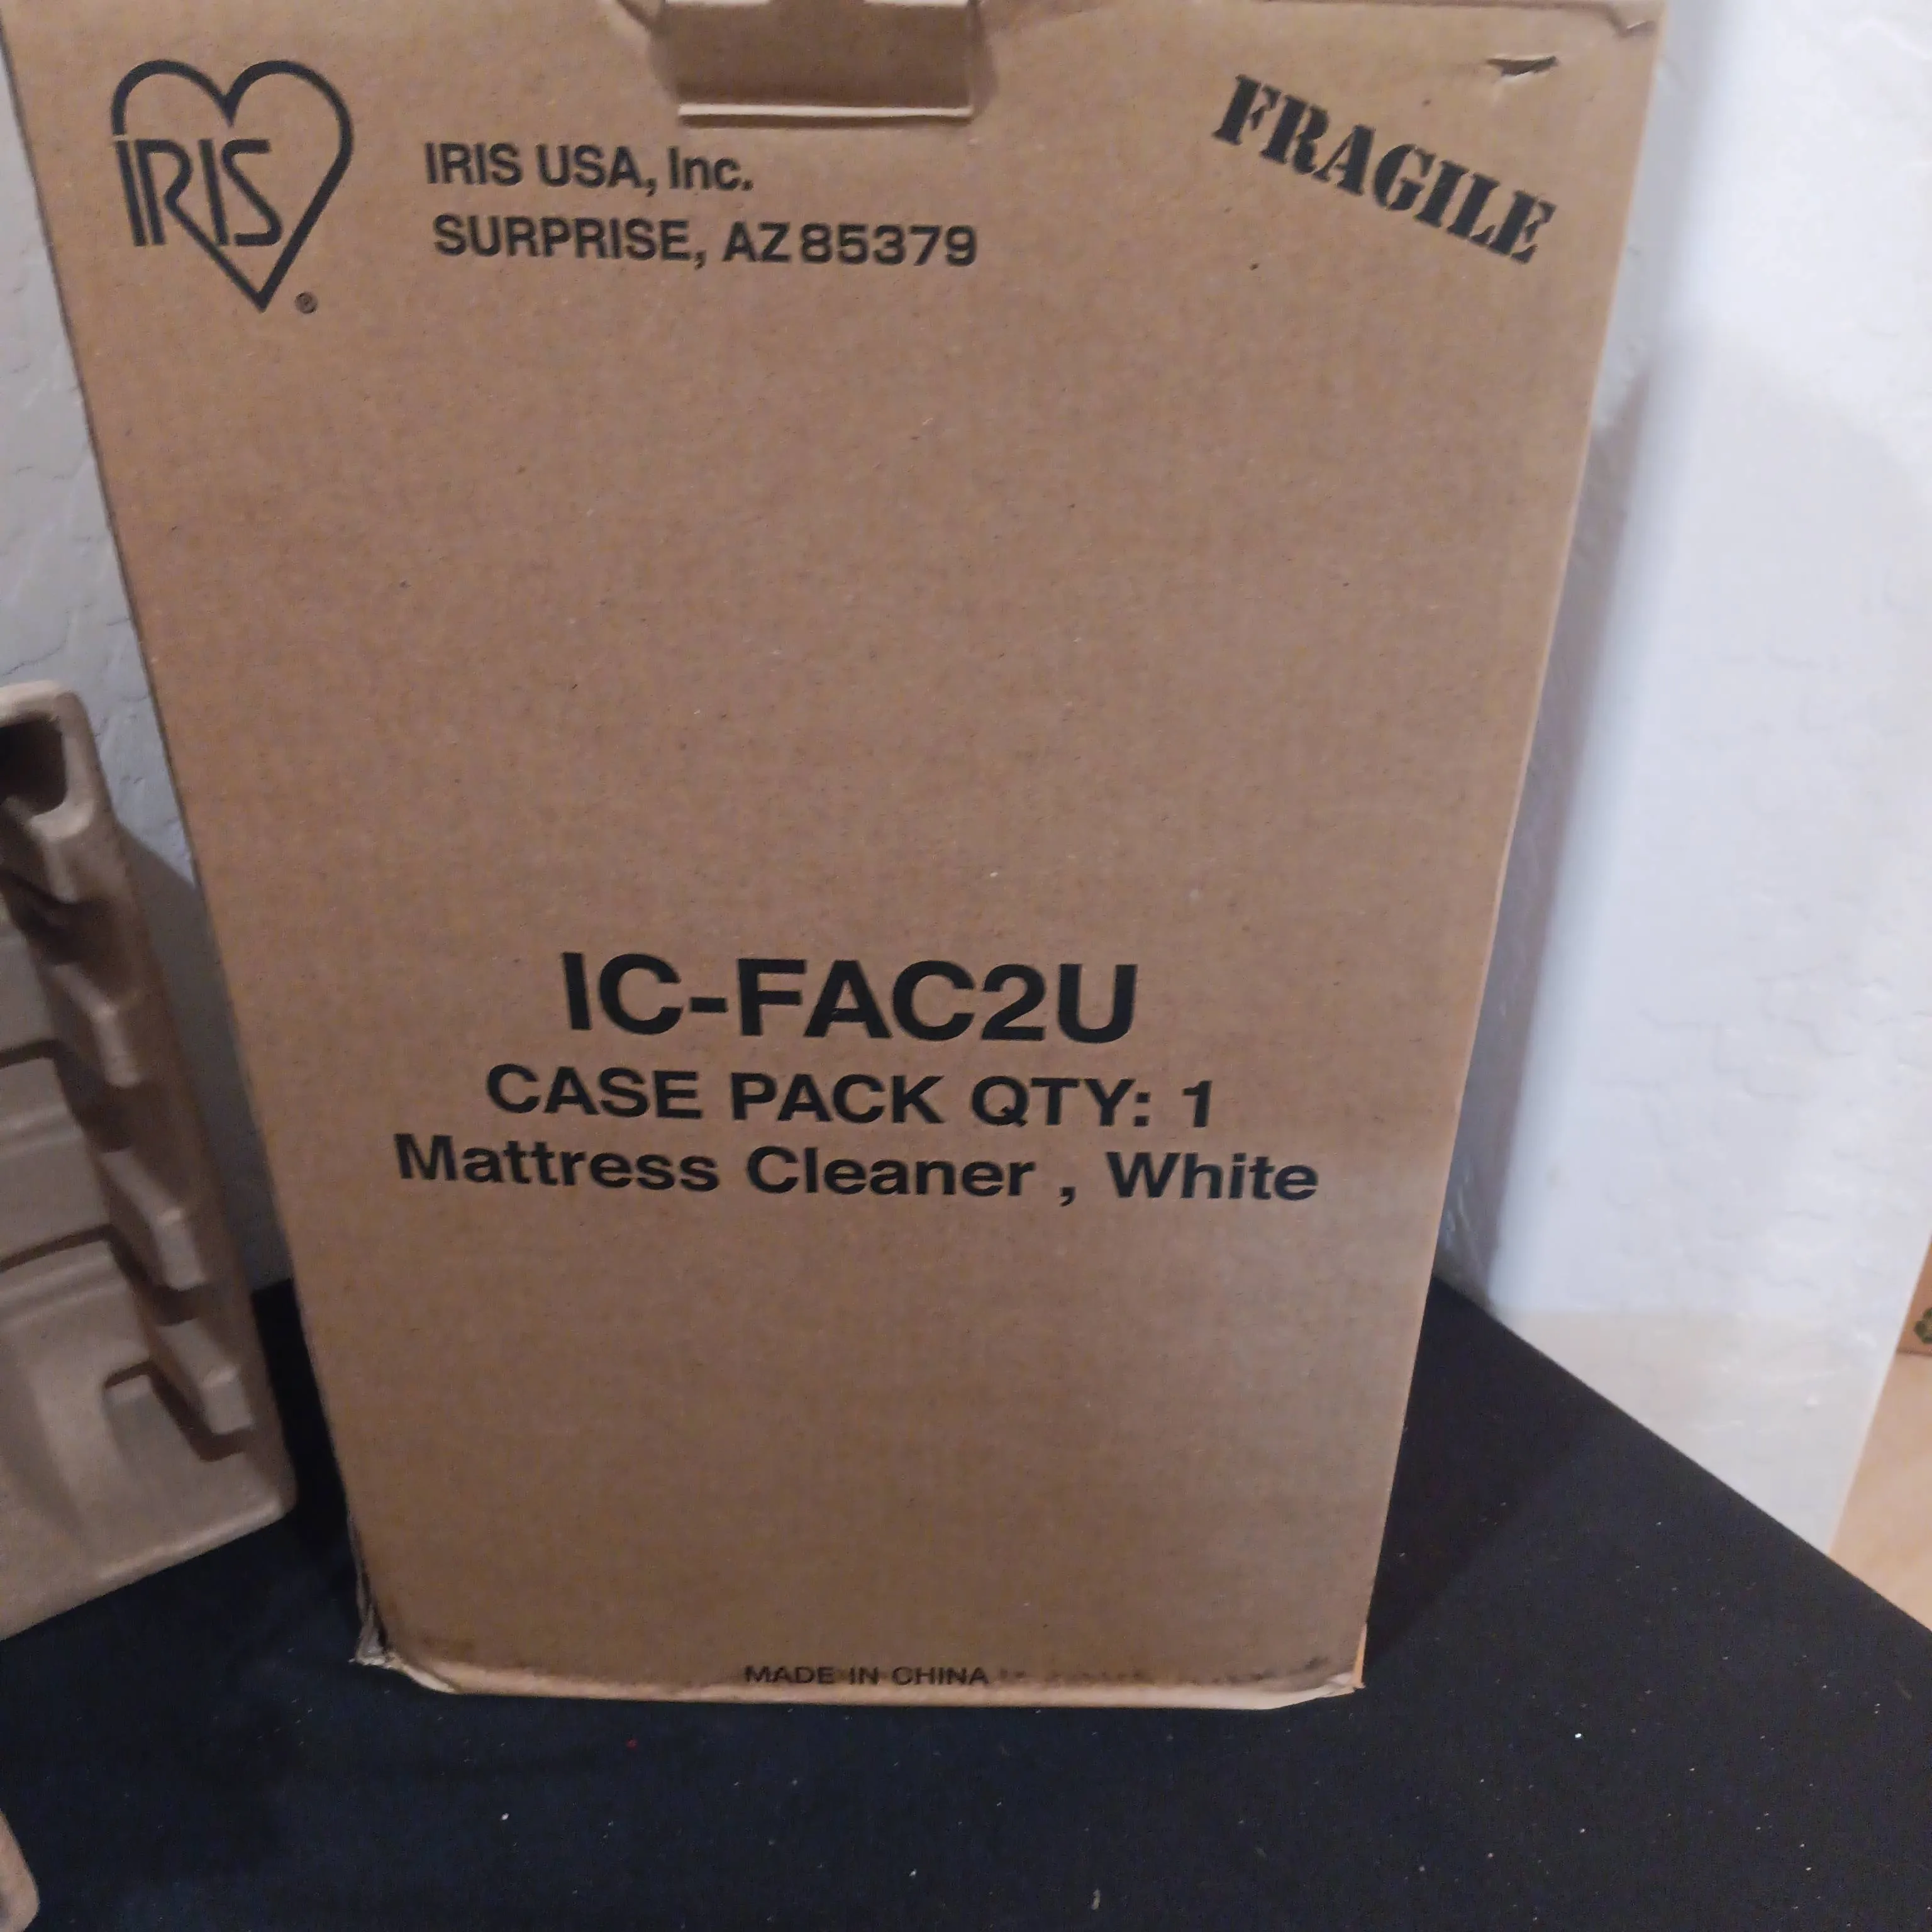 IRIS
®
IRIS USA, Inc.
SURPRISE, AZ 85379
FRAGILE
IC-FAC2U
CASE PACK QTY: 1
Mattress Cleaner , White
MADE IN CHINA